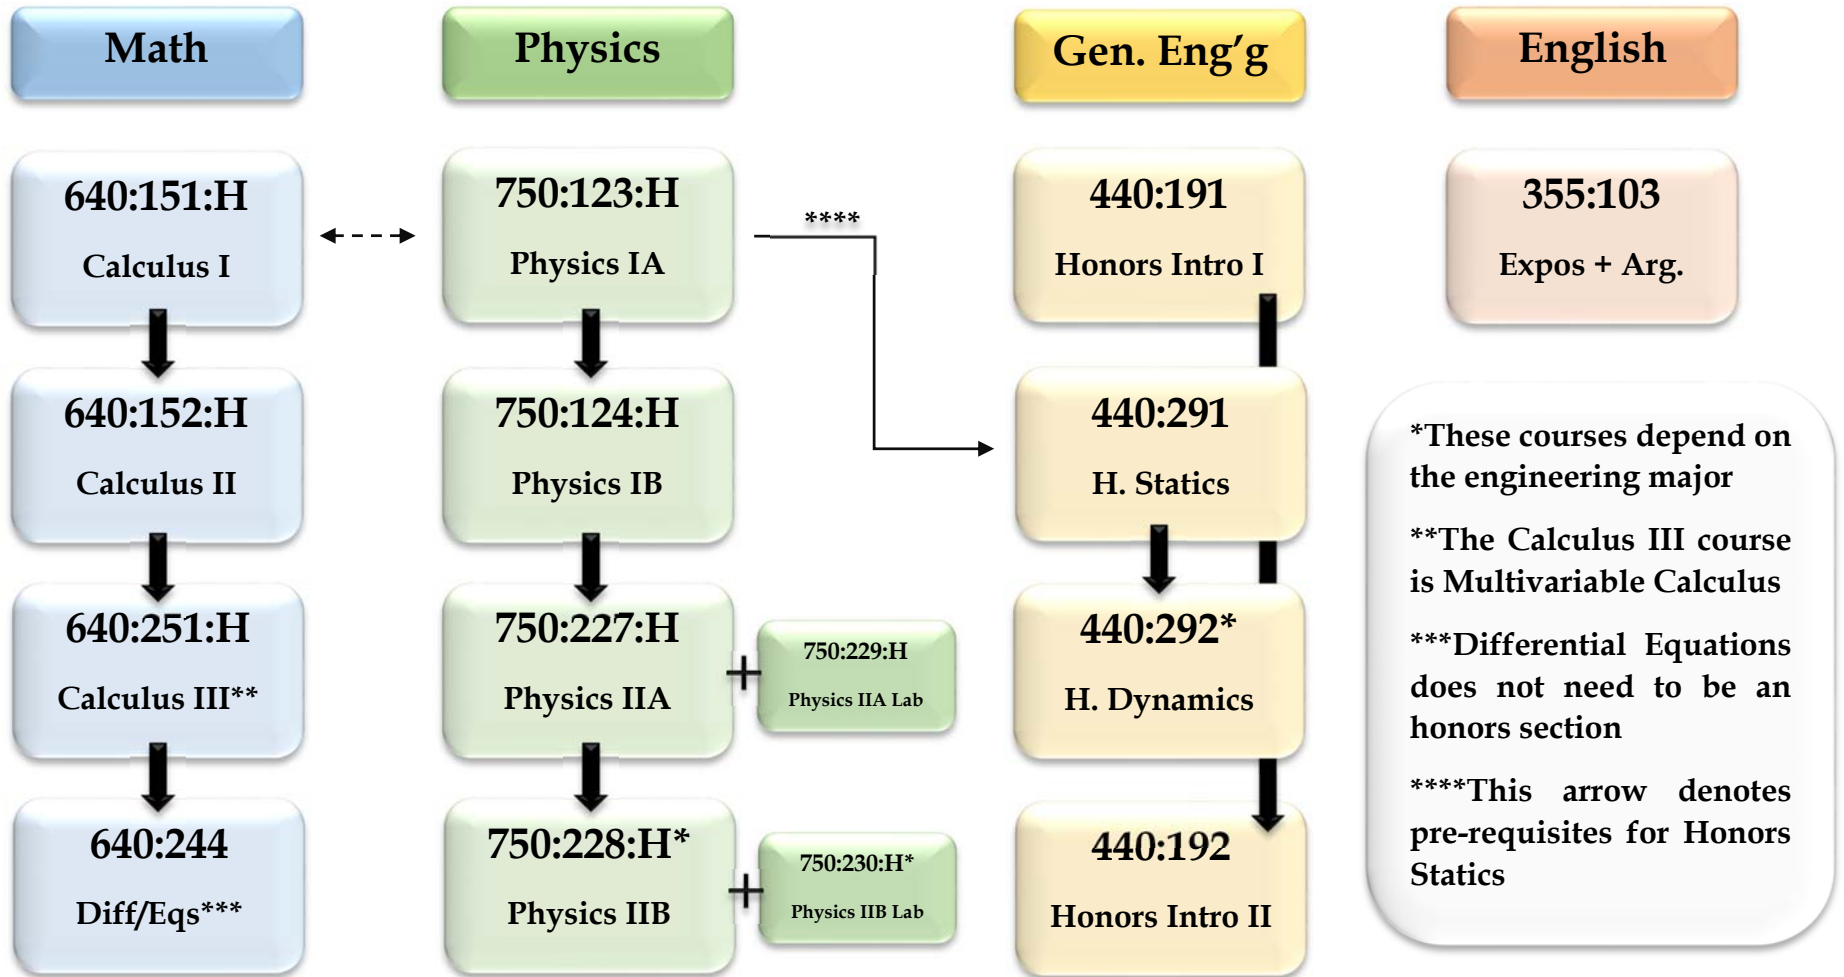 Math
Physics
Gen. Eng’g
English
640:151:H
Calculus I
750:123:H
Physics IA
****
440:191
Honors Intro I
355:103
Expos + Arg.
640:152:H
Calculus II
750:124:H
Physics IB
440:291
H. Statics
640:251:H
Calculus III**
750:227:H
Physics IIA
+
750:229:H
Physics IIA Lab
440:292*
H. Dynamics
640:244
Diff/Eqs***
750:228:H*
Physics IIB
+
750:230:H*
Physics IIB Lab
440:192
Honors Intro II
*These courses depend on
the engineering major
**The Calculus III course
is Multivariable Calculus
***Differential Equations
does not need to be an
honors section
****This arrow denotes
pre-requisites for Honors
Statics